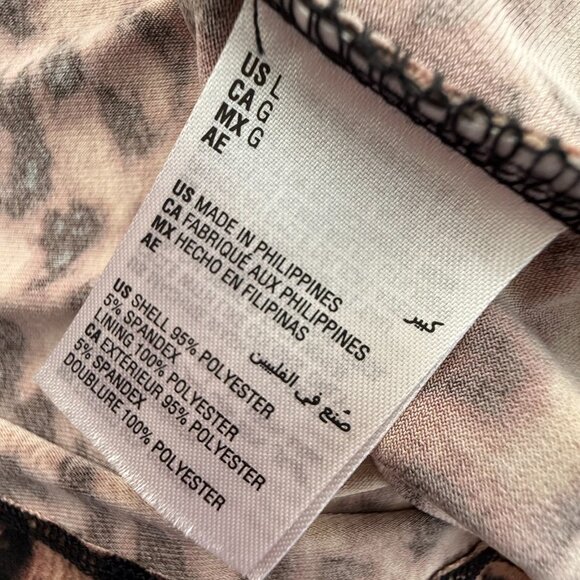 US L
CA G
MX G
AE
كبير
US MADE IN PHILIPPINES
CA FABRIQUÉ AUX PHILIPPINES
MX HECHO EN FILIPINAS
AE
صُنع في الفلبين
US SHELL 95% POLYESTER
5% SPANDEX
LINING 100% POLYESTER
CA EXTÉRIEUR 95% POLYESTER
5% SPANDEX
DOUBLURE 100% POLYESTER